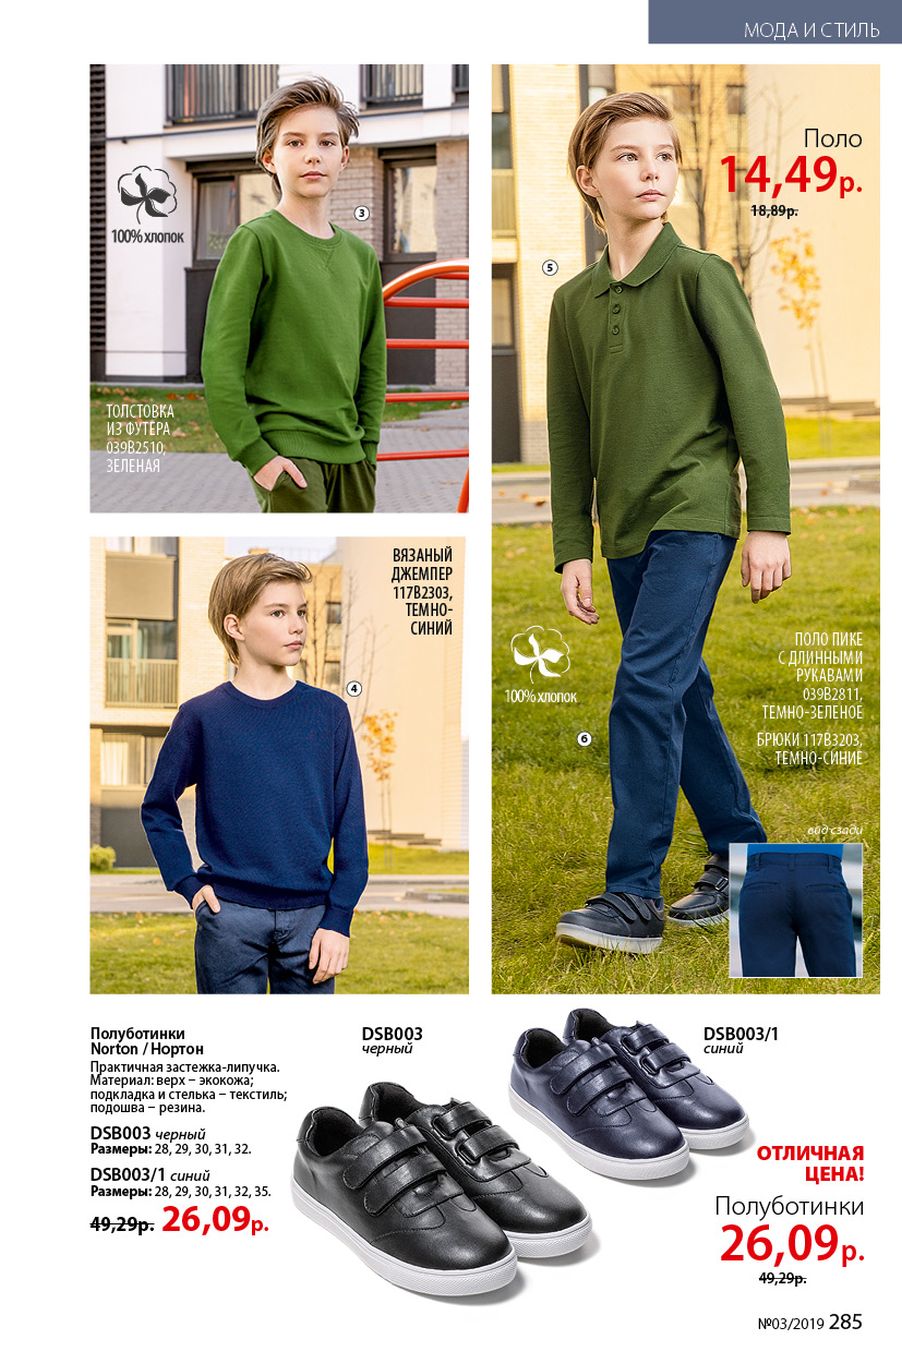 МОДА И СТИЛЬ
100% хлопок
3
ТОЛСТОВКА
ИЗ ФУТЕРА
039B2510,
ЗЕЛЕНАЯ
Поло
14,49р.
18,89р.
5
ВЯЗАНЫЙ
ДЖЕМПЕР
117B2303,
ТЕМНО-
СИНИЙ
4
100% хлопок
6
ПОЛО ПИКЕ
С ДЛИННЫМИ
РУКАВАМИ
039B2811,
ТЕМНО-ЗЕЛЕНОЕ
БРЮКИ 117B3203,
ТЕМНО-СИНИЕ
вид сзади
Полуботинки
Norton / Нортон
Практичная застежка-липучка.
Материал: верх – экокожа;
подкладка и стелька – текстиль;
подошва – резина.
DSB003 черный
Размеры: 28, 29, 30, 31, 32.
DSB003/1 синий
Размеры: 28, 29, 30, 31, 32, 35.
49,29р. 26,09р.
DSB003
черный
DSB003/1
синий
ОТЛИЧНАЯ
ЦЕНА!
Полуботинки
26,09р.
49,29р.
№03/2019 285